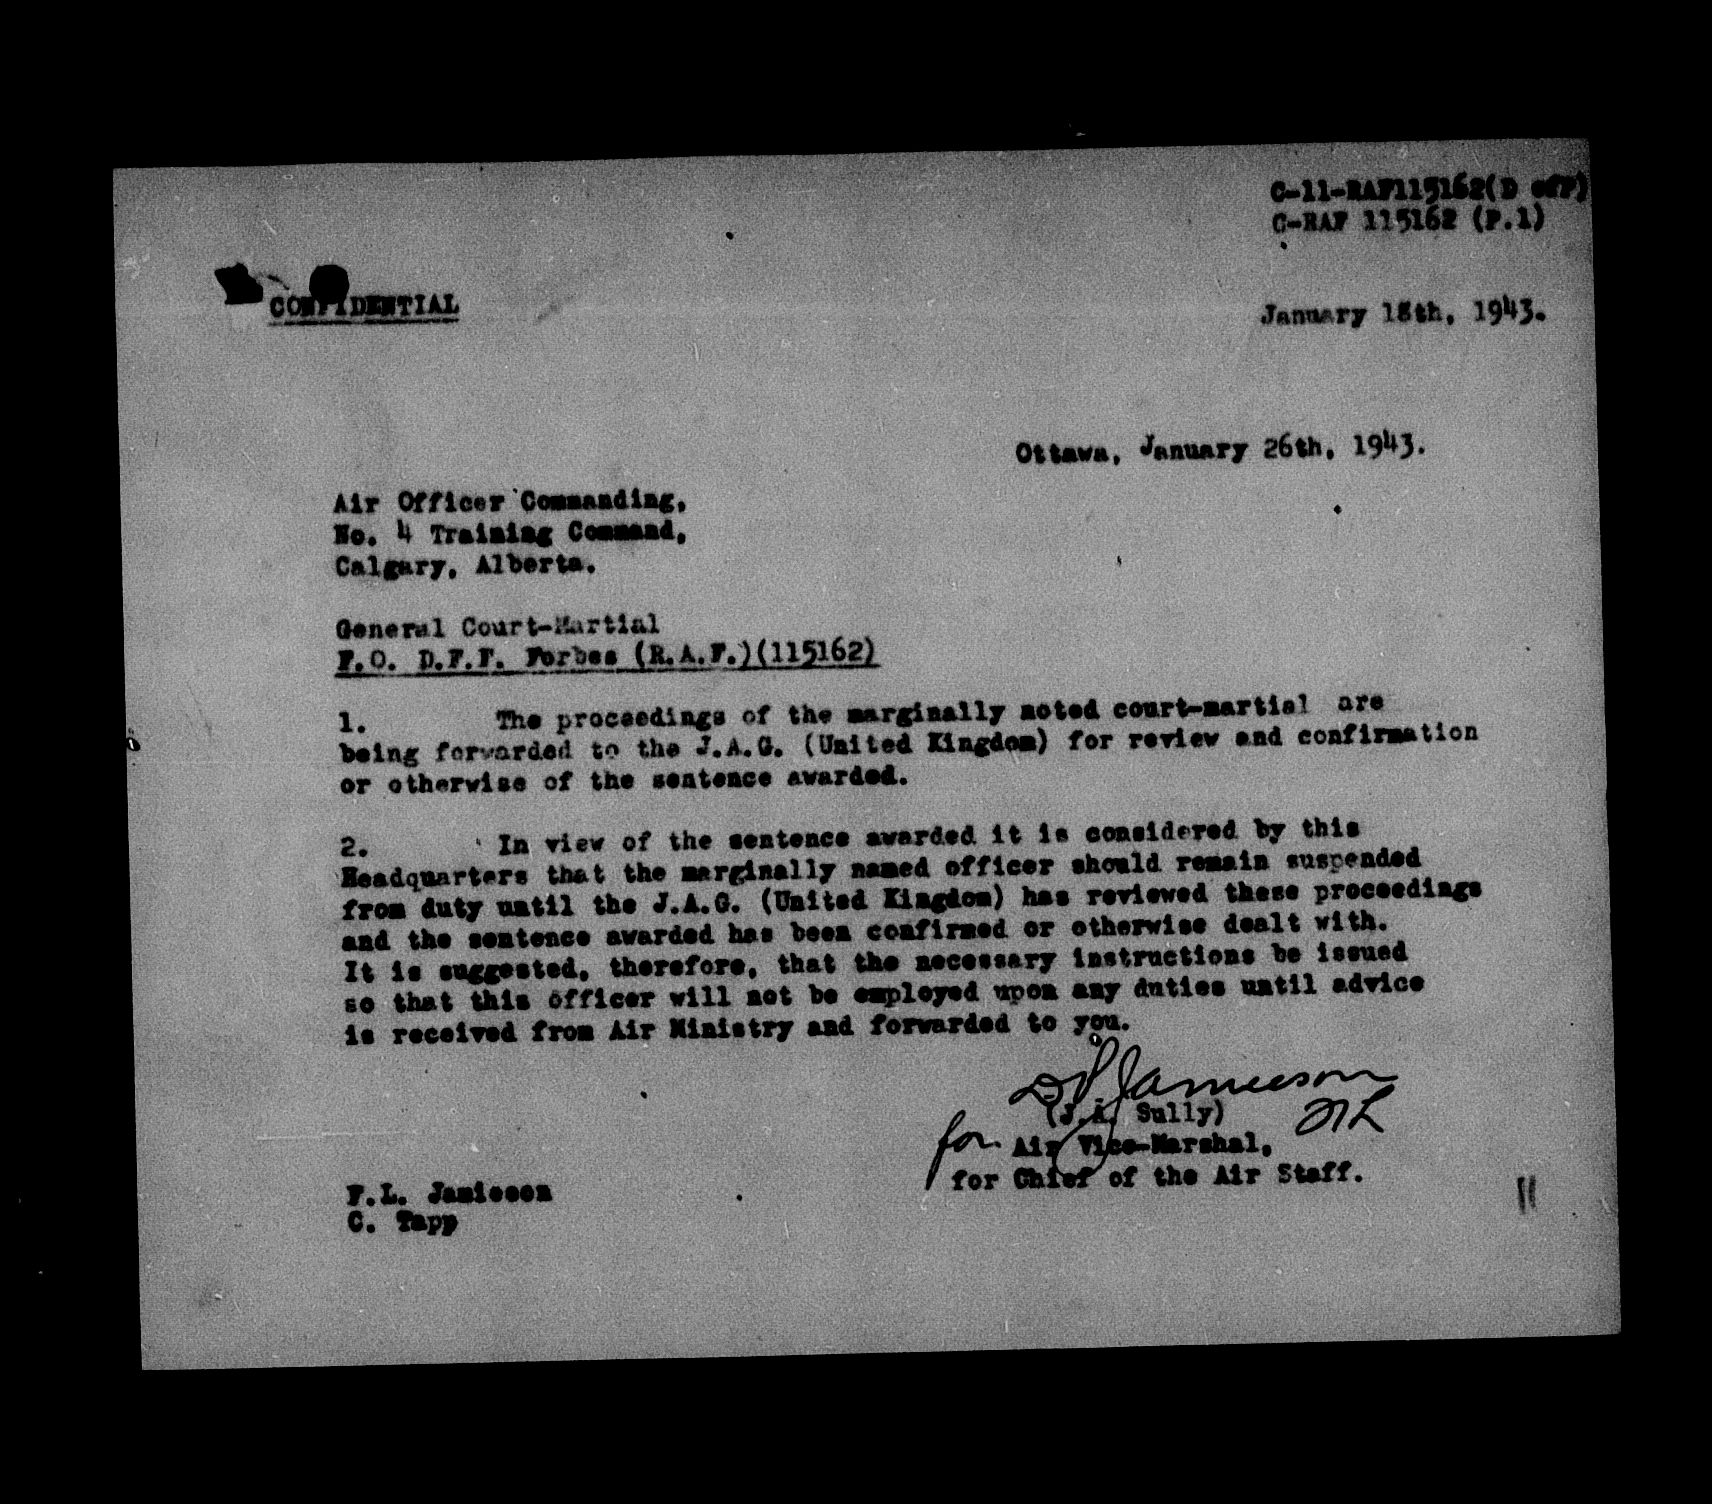 C-11-RAF115162(D of P)
C-RAF 115162 (P.1)
CONFIDENTIAL
January 18th, 1943.
Ottawa, January 26th, 1943.
Air Officer Commanding,
No. 4 Training Command,
Calgary, Alberta.
General Court-Martial
F.O. D.F.F. Forbes (R.A.F.)(115162)
1. The proceedings of the marginally noted court-martial are
being forwarded to the J.A.G. (United Kingdom) for review and confirmation
or otherwise of the sentence awarded.
2. In view of the sentence awarded it is considered by this
Headquarters that the marginally named officer should remain suspended
from duty until the J.A.G. (United Kingdom) has reviewed these proceedings
and the sentence awarded has been confirmed or otherwise dealt with.
It is suggested, therefore, that the necessary instructions be issued
so that this officer will not be employed upon any duties until advice
is received from Air Ministry and forwarded to you.
Jamieson
(J.A. Sully)
for Air Vice-Marshal,
for Chief of the Air Staff.
F.L. Jamieson
C. Tapp